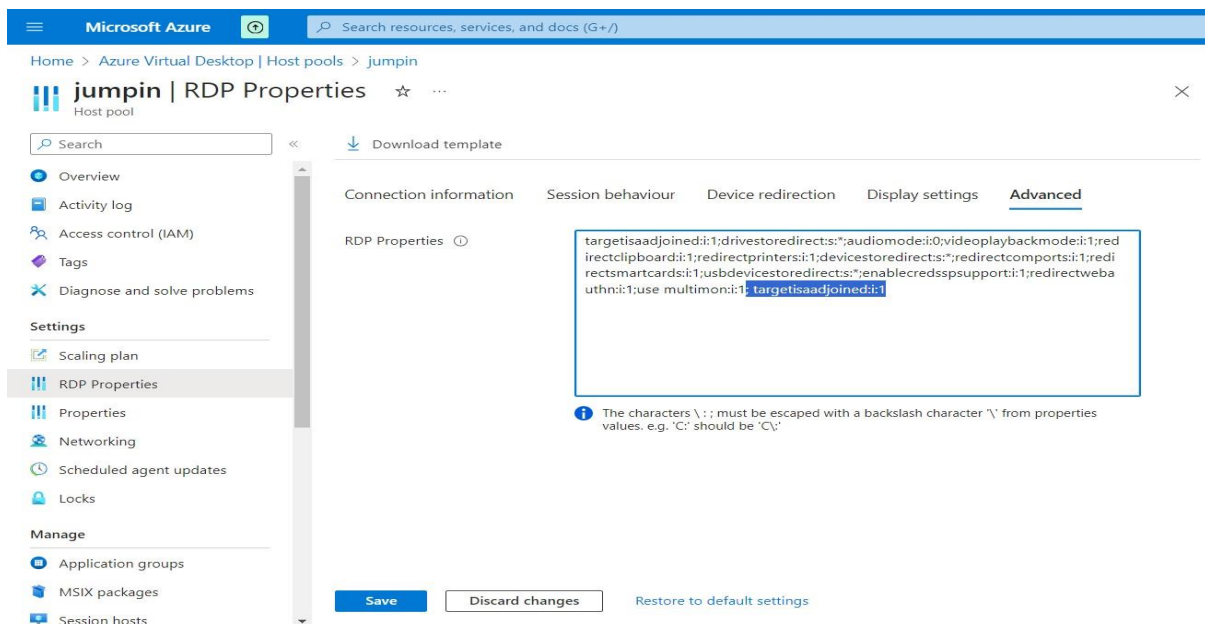 Microsoft Azure
Search resources, services, and docs (G+/)
Home > Azure Virtual Desktop | Host pools > jumpin
jumpin | RDP Properties
Host pool
Search
Download template
Overview
Activity log
Access control (IAM)
Tags
Diagnose and solve problems
Settings
Scaling plan
RDP Properties
Properties
Networking
Scheduled agent updates
Locks
Manage
Application groups
MSIX packages
Session hosts
Connection information Session behaviour Device redirection Display settings Advanced
RDP Properties
targetisaadjoined:i:1;drivestoredirect:s:*;audiomode:i:0;videoplaybackmode:i:1;red
irectclipboard:i:1;redirectprinters:i:1;devicestoredirect:s:*;redirectcomports:i:1;redi
rectsmartcards:i:1;usbdevicestoredirect:s:*;enablecredsspsupport:i:1;redirectweba
uthn:i:1;use multimon:i:1; targetisaadjoined:i:1
The characters \ : ; must be escaped with a backslash character '\' from properties
values. e.g. 'C:' should be 'C\:'
Save Discard changes Restore to default settings